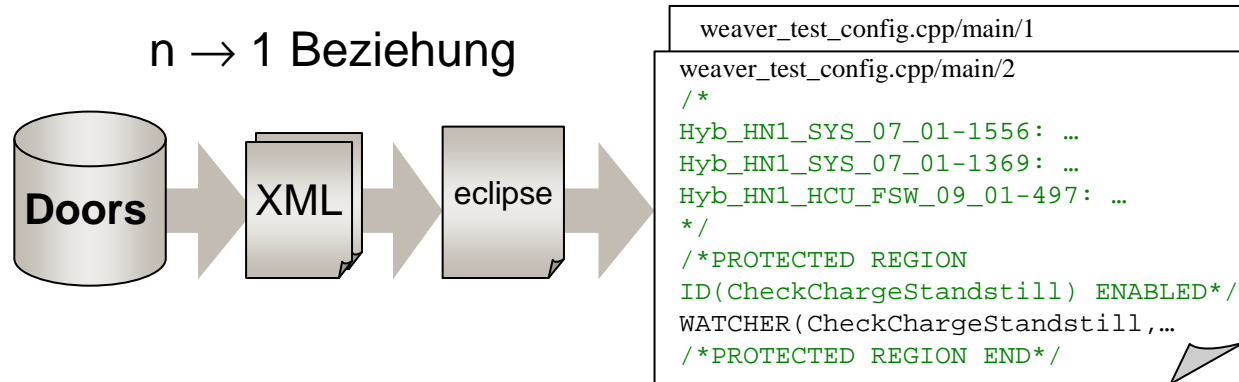 n → 1 Beziehung
Doors
XML
eclipse
weaver_test_config.cpp/main/1
weaver_test_config.cpp/main/2
/*
Hyb_HN1_SYS_07_01-1556: …
Hyb_HN1_SYS_07_01-1369: …
Hyb_HN1_HCU_FSW_09_01-497: …
*/
/*PROTECTED REGION
ID(CheckChargeStandstill) ENABLED*/
WATCHER(CheckChargeStandstill,…
/*PROTECTED REGION END*/